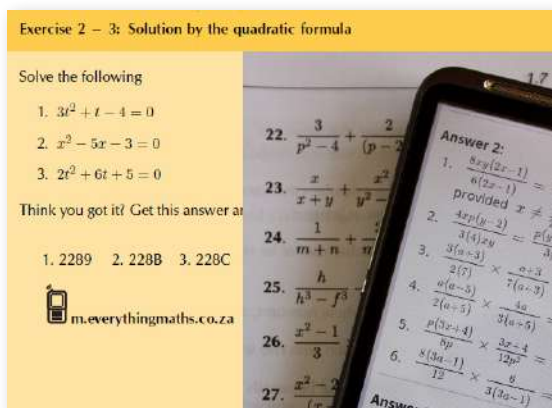 Exercise 2 – 3: Solution by the quadratic formula
Solve the following
1. 3t² + t – 4 = 0
2. x² – 5x – 3 = 0
3. 2t² + 6t + 5 = 0
Think you got it? Get this answer
1. 2289 2. 228B 3. 228C
m.everythingmaths.co.za
1.7
22. 3/(p² – 4) + 2/(p – 2
23. x/(x + y) + x²/(y² –
24. 1/(m + n) +
25. h/(h³ – f³)
26. (x² – 1)/3
27. x² – 2
Answer 2:
1. 8xy(2x–1)/6(2x–1) =
provided x ≠
2. 4xp(y–2)/3(4)xy =
3. 3(a+3)/2(7) × a+3/7(a+3)
4. a(a–5)/2(a+5) × 4a/3(a+5) =
5. p(3x+4)/8p × 3x+4/12p² =
6. 8(3a–1)/12 × 6/3(3a–1) =